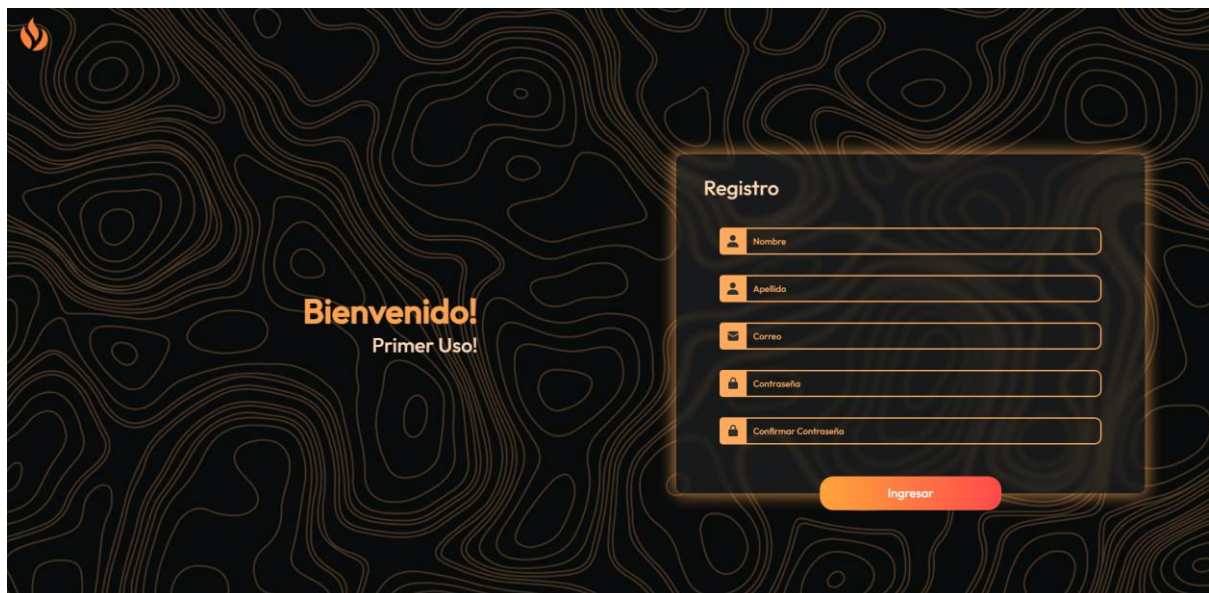 Bienvenido!
Primer Uso!
Registro
Nombre
Apellido
Correo
Contraseña
Confirmar Contraseña
Ingresar